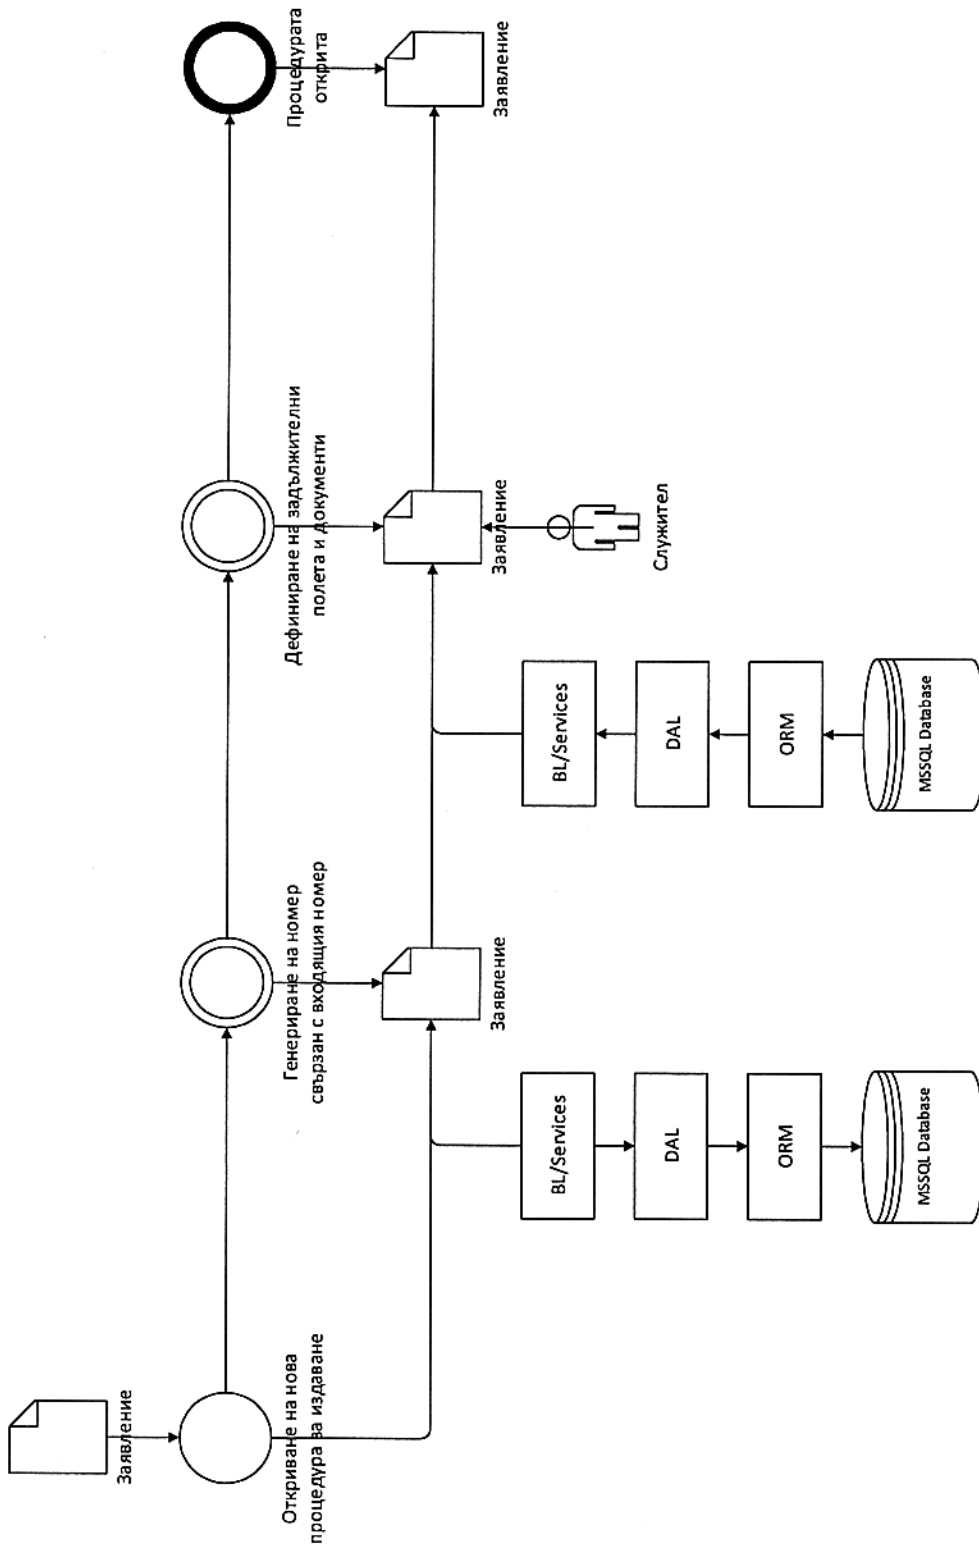 Заявление
Откриване на нова
процедура за издаване
Генериране на номер
свързан с входящия номер
Дефиниране на задължителни
полета и документи
Процедурата
открита
Заявление
Заявление
Заявление
Служител
BL/Services
DAL
ORM
MSSQL Database
BL/Services
DAL
ORM
MSSQL Database